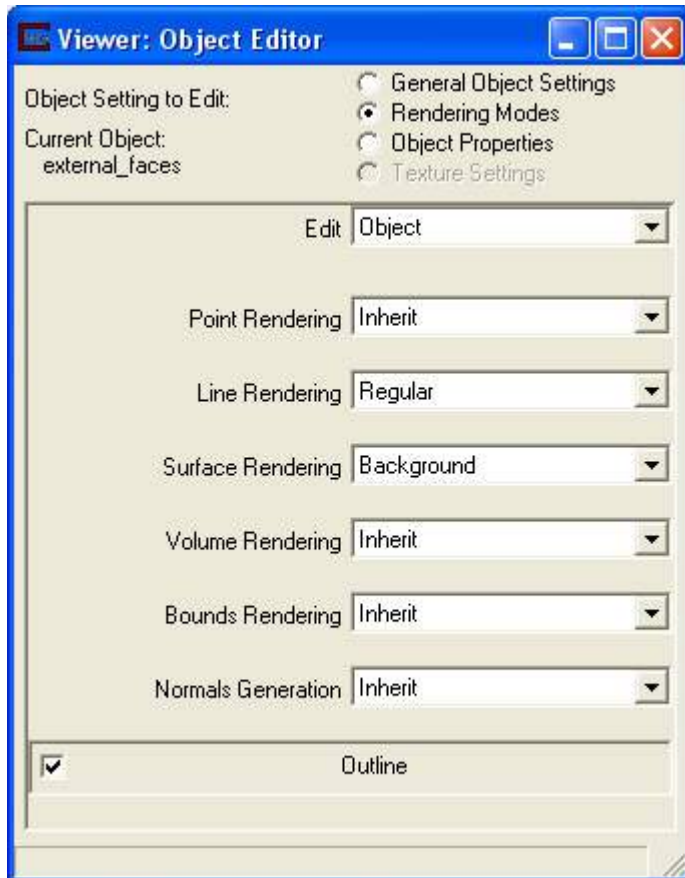 Viewer: Object Editor
Object Setting to Edit:
General Object Settings
Rendering Modes
Current Object:
external_faces
Object Properties
Texture Settings
Edit Object
Point Rendering Inherit
Line Rendering Regular
Surface Rendering Background
Volume Rendering Inherit
Bounds Rendering Inherit
Normals Generation Inherit
Outline